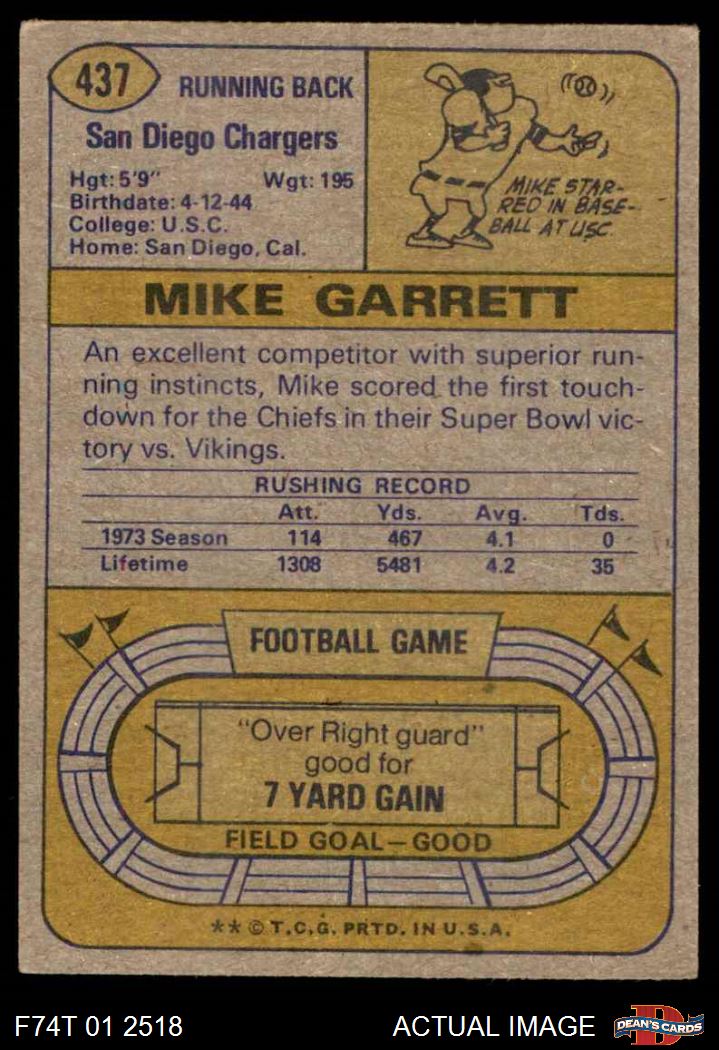 437
RUNNING BACK
San Diego Chargers
Hgt: 5'9" Wgt: 195
Birthdate: 4-12-44
College: U.S.C.
Home: San Diego, Cal.
MIKE STAR-
RED IN BASE-
BALL AT USC.
MIKE GARRETT
An excellent competitor with superior run-
ning instincts, Mike scored the first touch-
down for the Chiefs in their Super Bowl vic-
tory vs. Vikings.
RUSHING RECORD
Att. Yds. Avg. Tds.
1973 Season 114 467 4.1 0
Lifetime 1308 5481 4.2 35
FOOTBALL GAME
"Over Right guard"
good for
7 YARD GAIN
FIELD GOAL—GOOD
** © T.C.G. PRTD. IN U.S.A.
F74T 01 2518 ACTUAL IMAGE D DEAN'S CARDS